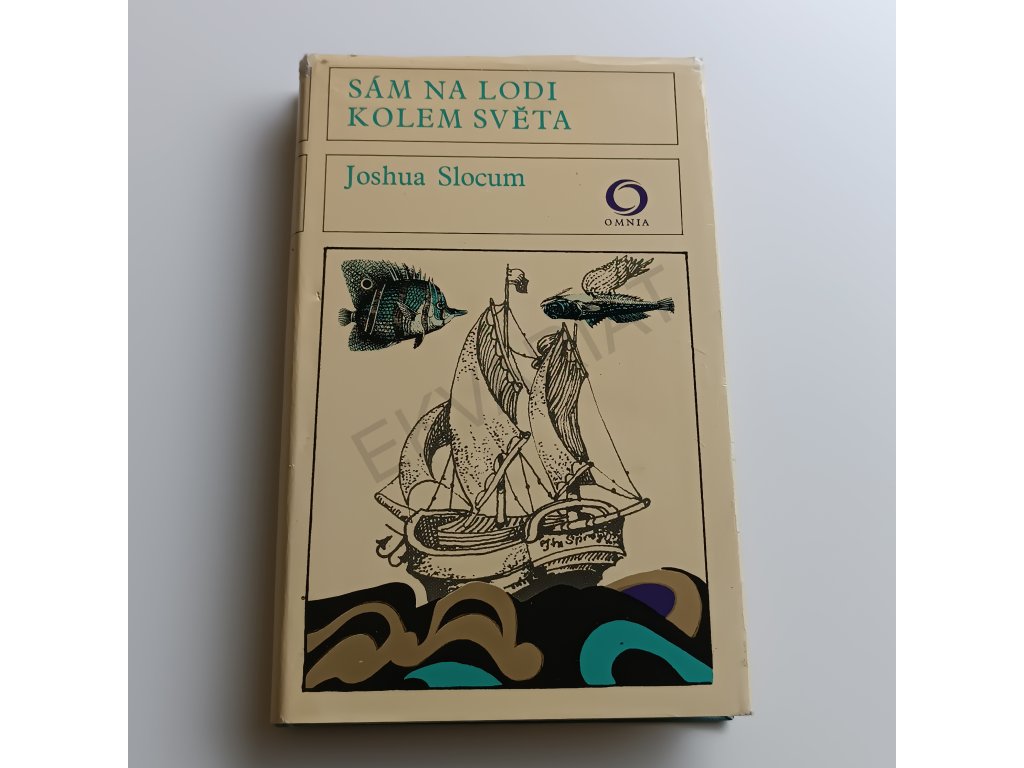 SÁM NA LODI
KOLEM SVĚTA
Joshua Slocum
OMNIA